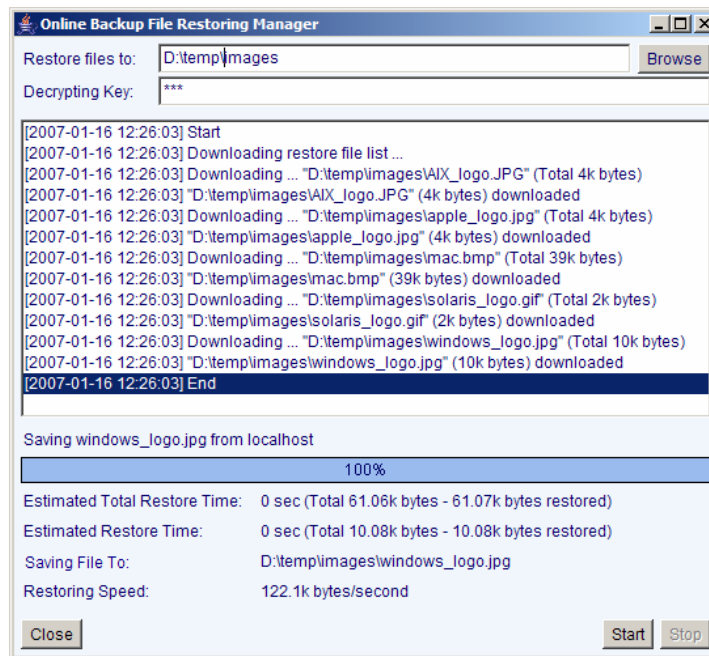 Online Backup File Restoring Manager
Restore files to: D:\temp\images Browse
Decrypting Key: ***
[2007-01-16 12:26:03] Start
[2007-01-16 12:26:03] Downloading restore file list ...
[2007-01-16 12:26:03] Downloading ... "D:\temp\images\AIX_logo.JPG" (Total 4k bytes)
[2007-01-16 12:26:03] "D:\temp\images\AIX_logo.JPG" (4k bytes) downloaded
[2007-01-16 12:26:03] Downloading ... "D:\temp\images\apple_logo.jpg" (Total 4k bytes)
[2007-01-16 12:26:03] "D:\temp\images\apple_logo.jpg" (4k bytes) downloaded
[2007-01-16 12:26:03] Downloading ... "D:\temp\images\mac.bmp" (Total 39k bytes)
[2007-01-16 12:26:03] "D:\temp\images\mac.bmp" (39k bytes) downloaded
[2007-01-16 12:26:03] Downloading ... "D:\temp\images\solaris_logo.gif" (Total 2k bytes)
[2007-01-16 12:26:03] "D:\temp\images\solaris_logo.gif" (2k bytes) downloaded
[2007-01-16 12:26:03] Downloading ... "D:\temp\images\windows_logo.jpg" (Total 10k bytes)
[2007-01-16 12:26:03] "D:\temp\images\windows_logo.jpg" (10k bytes) downloaded
[2007-01-16 12:26:03] End
Saving windows_logo.jpg from localhost
100%
Estimated Total Restore Time: 0 sec (Total 61.06k bytes - 61.07k bytes restored)
Estimated Restore Time: 0 sec (Total 10.08k bytes - 10.08k bytes restored)
Saving File To: D:\temp\images\windows_logo.jpg
Restoring Speed: 122.1k bytes/second
Close Start Stop